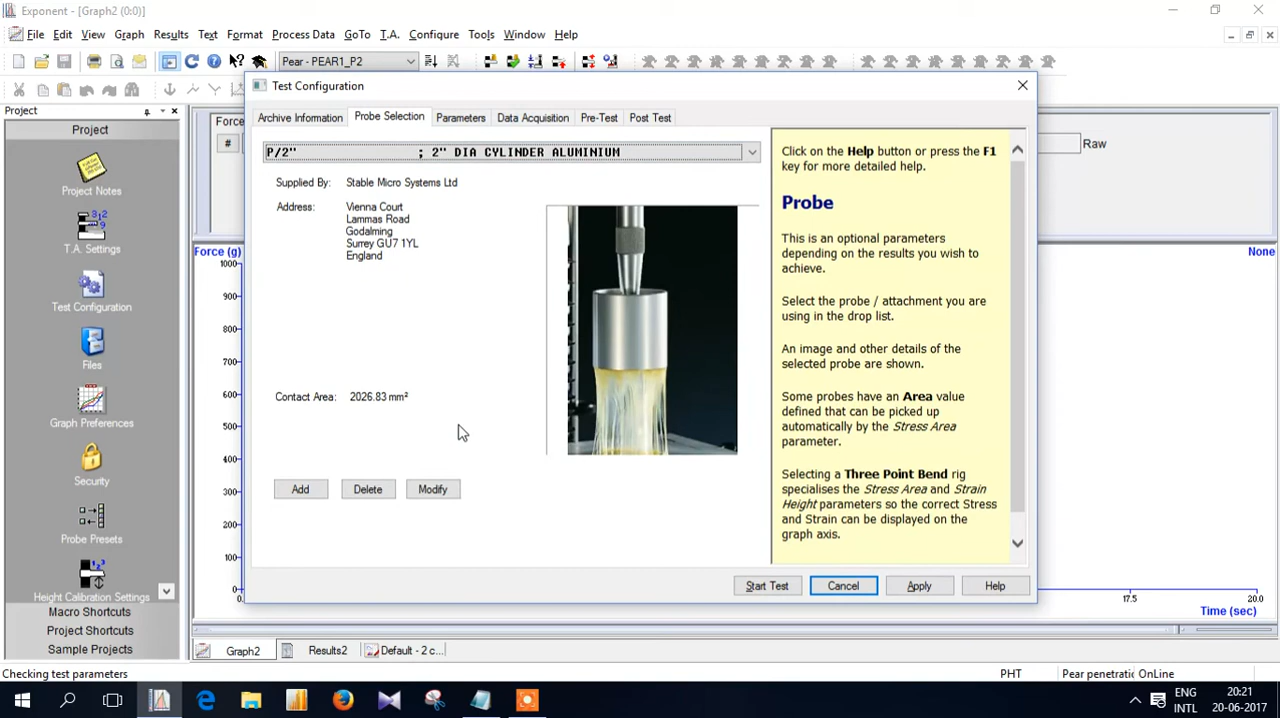 Exponent - [Graph2 (0:0)]
File Edit View Graph Results Text Format Process Data GoTo T.A. Configure Tools Window Help
Pear - PEAR1_P2
Project
Project
Project Notes
T.A. Settings
Test Configuration
Files
Graph Preferences
Security
Probe Presets
Height Calibration Settings
Macro Shortcuts
Project Shortcuts
Sample Projects
Force
#
Raw
Force (g)
None
1000
900
800
700
600
500
400
300
200
100
0
0.
17.5
20.0
Time (sec)
Test Configuration
Archive Information Probe Selection Parameters Data Acquisition Pre-Test Post Test
P/2" ; 2" DIA CYLINDER ALUMINIUM
Supplied By: Stable Micro Systems Ltd
Address: Vienna Court
Lammas Road
Godalming
Surrey GU7 1YL
England
Contact Area: 2026.83 mm²
Add Delete Modify
Click on the Help button or press the F1
key for more detailed help.
Probe
This is an optional parameters
depending on the results you wish to
achieve.
Select the probe / attachment you are
using in the drop list.
An image and other details of the
selected probe are shown.
Some probes have an Area value
defined that can be picked up
automatically by the Stress Area
parameter.
Selecting a Three Point Bend rig
specialises the Stress Area and Strain
Height parameters so the correct Stress
and Strain can be displayed on the
graph axis.
Start Test Cancel Apply Help
Graph2 Results2 Default - 2 c...
Checking test parameters
PHT Pear penetratic OnLine
ENG
INTL
20:21
20-06-2017